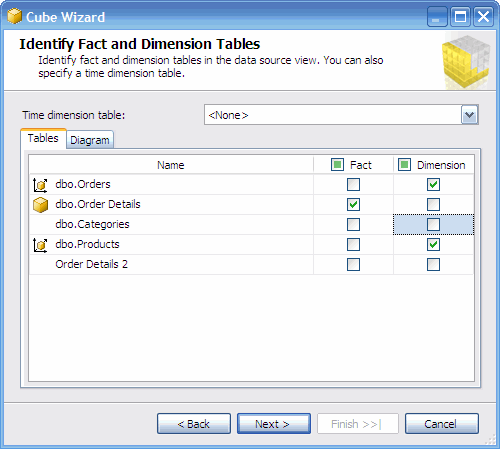 Cube Wizard
Identify Fact and Dimension Tables
Identify fact and dimension tables in the data source view. You can also
specify a time dimension table.
Time dimension table: <None>
Tables Diagram
Name Fact Dimension
dbo.Orders
dbo.Order Details
dbo.Categories
dbo.Products
Order Details 2
< Back Next > Finish >>| Cancel